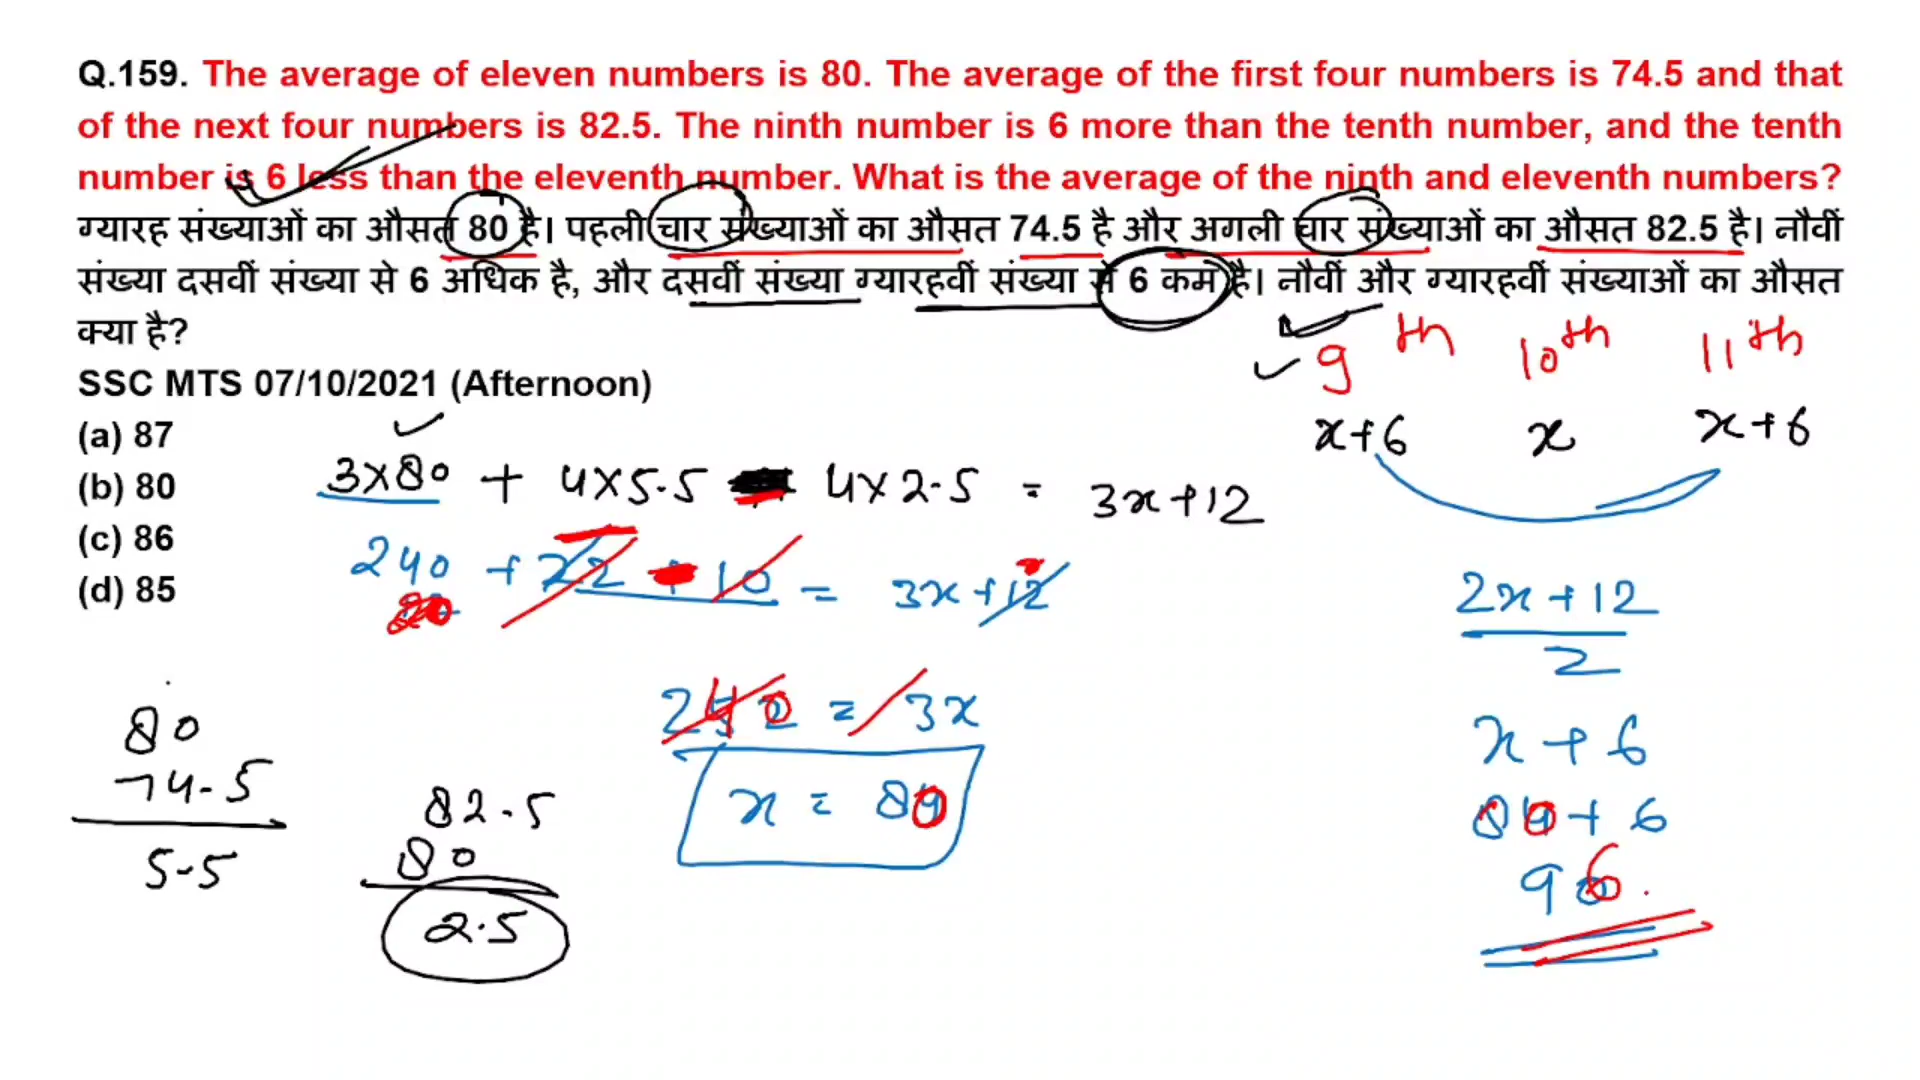 Q.159. The average of eleven numbers is 80. The average of the first four numbers is 74.5 and that
of the next four numbers is 82.5. The ninth number is 6 more than the tenth number, and the tenth
number is 6 less than the eleventh number. What is the average of the ninth and eleventh numbers?
ग्यारह संख्याओं का औसत 80 है। पहली चार संख्याओं का औसत 74.5 है और अगली चार संख्याओं का औसत 82.5 है। नौवीं
संख्या दसवीं संख्या से 6 अधिक है, और दसवीं संख्या ग्यारहवीं संख्या से 6 कम है। नौवीं और ग्यारहवीं संख्याओं का औसत
क्या है?
SSC MTS 07/10/2021 (Afternoon)
(a) 87
(b) 80
(c) 86
(d) 85
9th 10th 11th
x+6 x x+6
3x80 + 4x5.5 4x2.5 = 3x+12
240 + 22 - 10 = 3x+12
2x+12
2
240 = 3x
x = 80
x + 6
80+ 6
86.
80
74.5
5.5
82.5
80
2.5